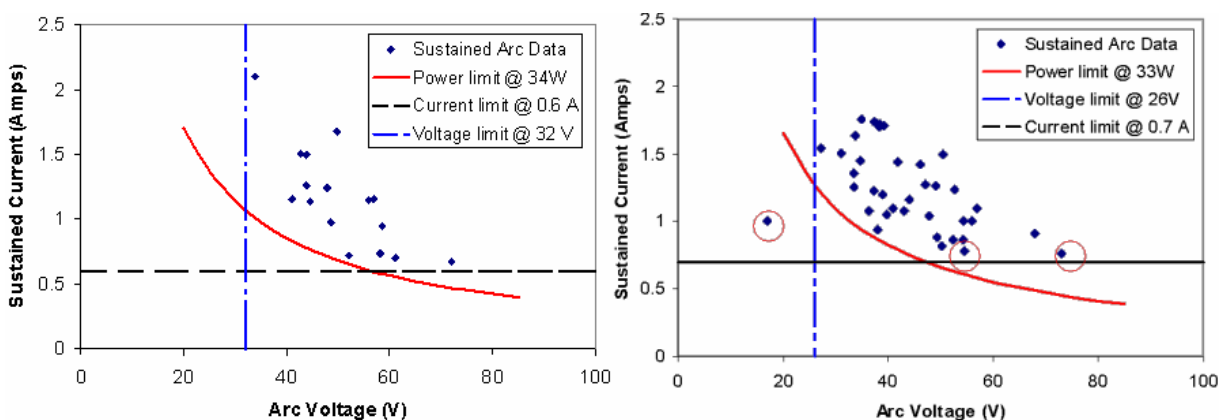 2.5
2
1.5
1
0.5
0
0
20
40
60
80
100
Sustained Current (Amps)
Arc Voltage (V)
Sustained Arc Data
Power limit @ 34W
Current limit @ 0.6 A
Voltage limit @ 32 V
2.5
2
1.5
1
0.5
0
0
20
40
60
80
100
Sustained Current (Amps)
Arc Voltage (V)
Sustained Arc Data
Power limit @ 33W
Voltage limit @ 26V
Current limit @ 0.7 A